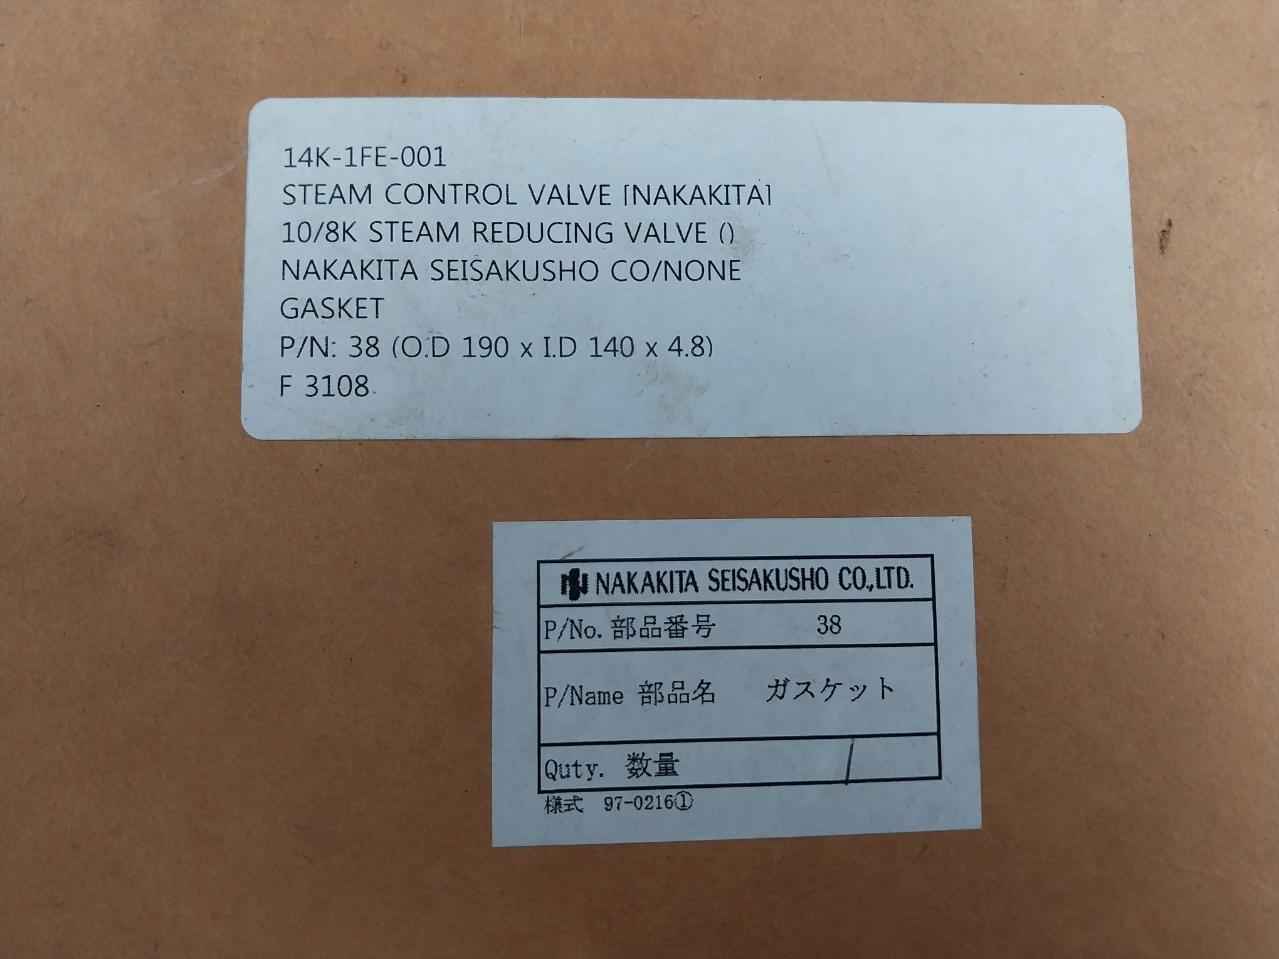 14K-1FE-001
STEAM CONTROL VALVE [NAKAKITA]
10/8K STEAM REDUCING VALVE ()
NAKAKITA SEISAKUSHO CO/NONE
GASKET
P/N: 38 (O.D 190 x I.D 140 x 4.8)
F 3108
NAKAKITA SEISAKUSHO CO.,LTD.
P/No. 部品番号 38
P/Name 部品名 ガスケット
Quty. 数量 1
様式 97-0216①